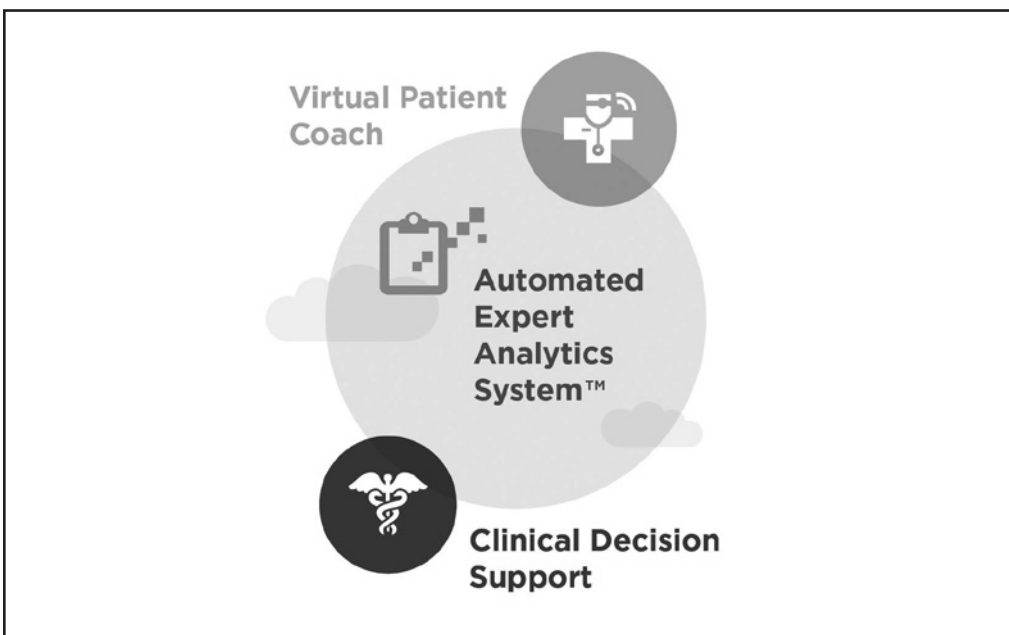 Virtual Patient
Coach
Automated
Expert
Analytics
System™
Clinical Decision
Support